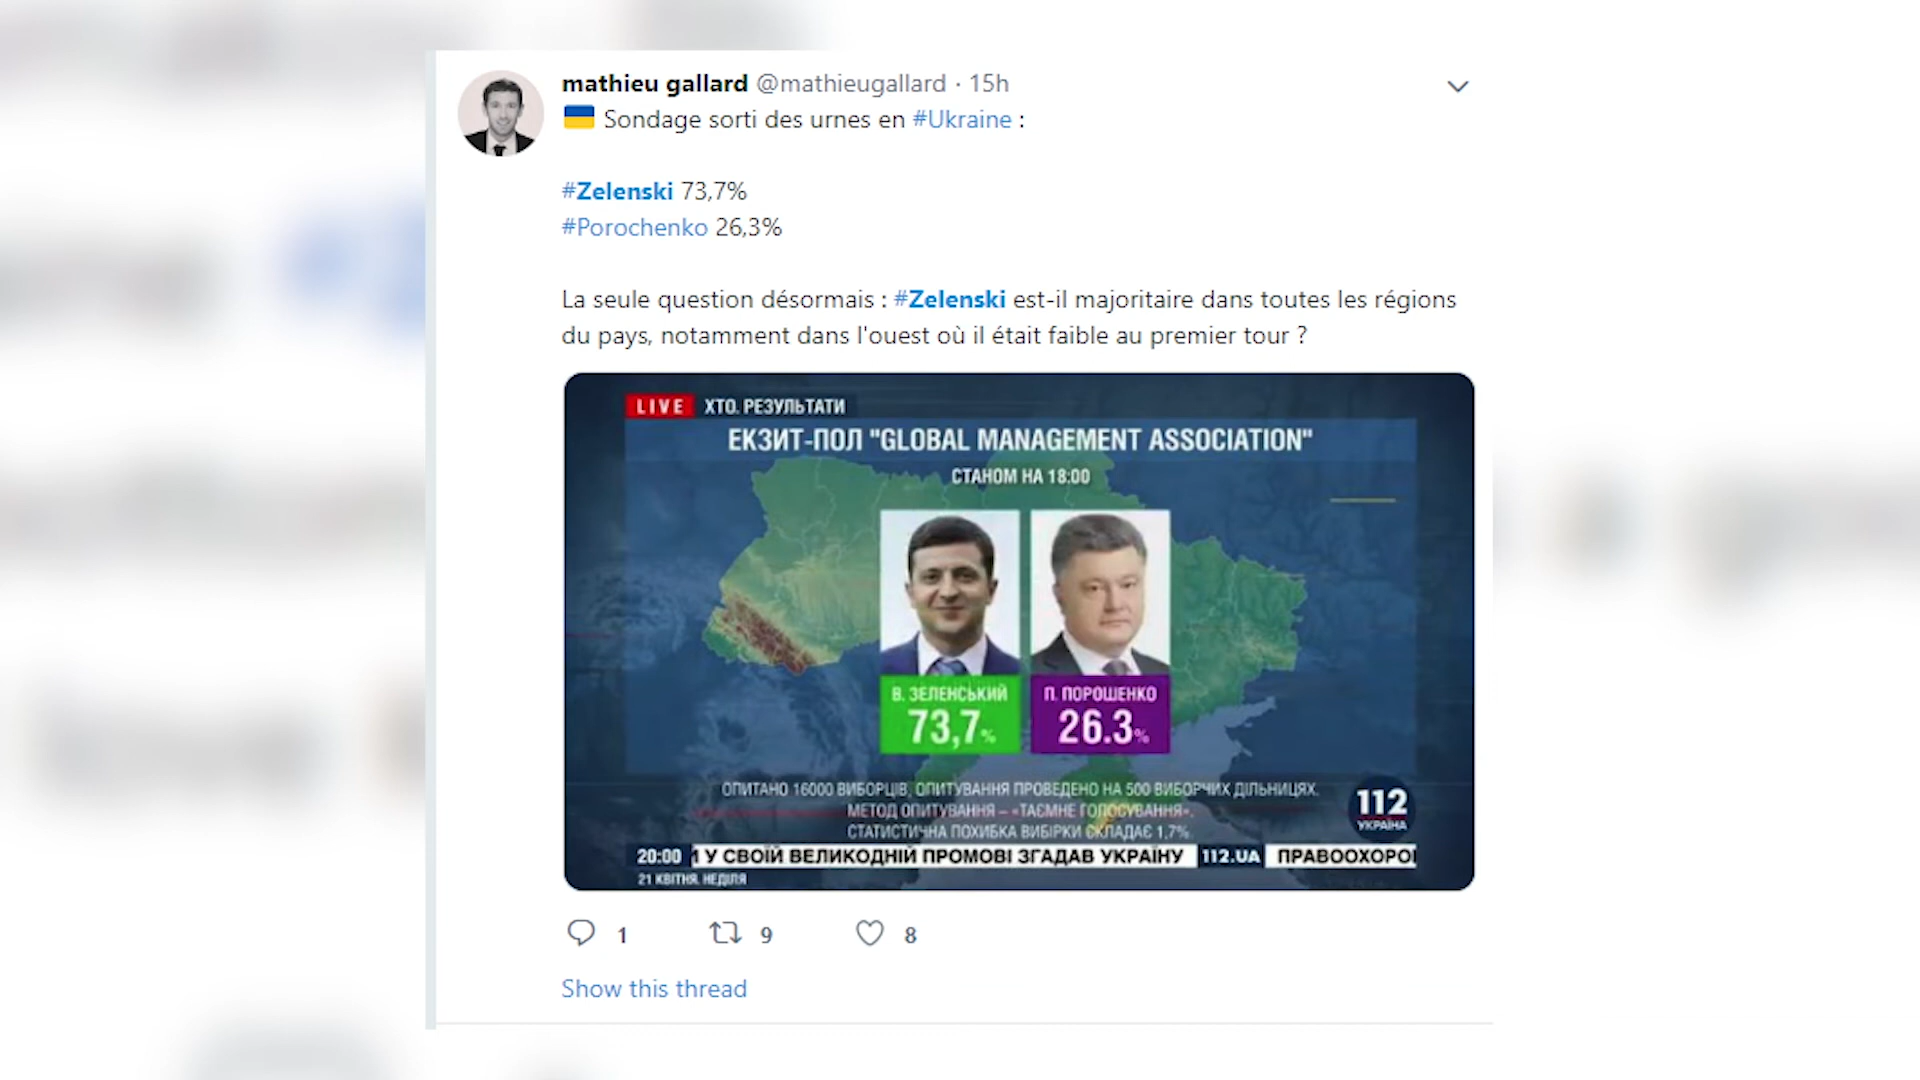 mathieu gallard @mathieugallard · 15h
Sondage sorti des urnes en #Ukraine :
#Zelenski 73,7%
#Porochenko 26,3%
La seule question désormais : #Zelenski est-il majoritaire dans toutes les régions
du pays, notamment dans l'ouest où il était faible au premier tour ?
LIVE ХТО. РЕЗУЛЬТАТИ
ЕКЗИТ-ПОЛ "GLOBAL MANAGEMENT ASSOCIATION"
СТАНОМ НА 18:00
В. ЗЕЛЕНСЬКИЙ
73,7%
П. ПОРОШЕНКО
26.3%
ОПИТАНО 16000 ВИБОРЦІВ, ОПИТУВАННЯ ПРОВЕДЕНО НА 500 ВИБОРЧИХ ДІЛЬНИЦЯХ.
МЕТОД ОПИТУВАННЯ – «ТАЄМНЕ ГОЛОСУВАННЯ».
СТАТИСТИЧНА ПОХИБКА ВИБІРКИ СКЛАДАЄ 1,7%
112
УКРАЇНА
20:00 И У СВОЇЙ ВЕЛИКОДНІЙ ПРОМОВІ ЗГАДАВ УКРАЇНУ 112.UA ПРАВООХОРО
21 КВІТНЯ. НЕДІЛЯ
1 9 8
Show this thread